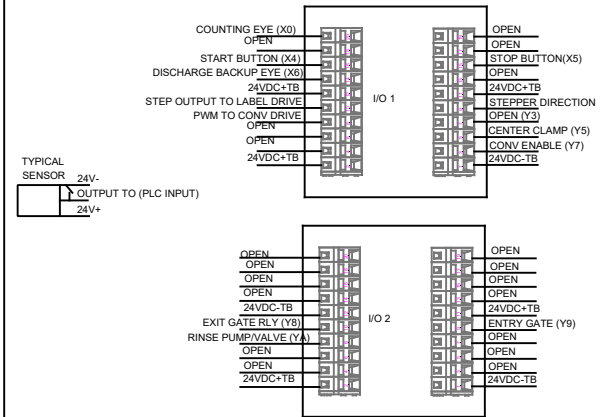 COUNTING EYE (X0)
OPEN
START BUTTON (X4)
DISCHARGE BACKUP EYE (X6)
24VDC+TB
STEP OUTPUT TO LABEL DRIVE
PWM TO CONV DRIVE
OPEN
OPEN
24VDC+TB
I/O 1
OPEN
OPEN
STOP BUTTON(X5)
OPEN
24VDC+TB
STEPPER DIRECTION
OPEN (Y3)
CENTER CLAMP (Y5)
CONV ENABLE (Y7)
24VDC-TB
TYPICAL
SENSOR
24V-
OUTPUT TO (PLC INPUT)
24V+
OPEN
OPEN
OPEN
OPEN
24VDC-TB
EXIT GATE RLY (Y8)
RINSE PUMP/VALVE (YA)
OPEN
OPEN
24VDC+TB
I/O 2
OPEN
OPEN
OPEN
OPEN
24VDC+TB
ENTRY GATE (Y9)
OPEN
OPEN
OPEN
24VDC-TB